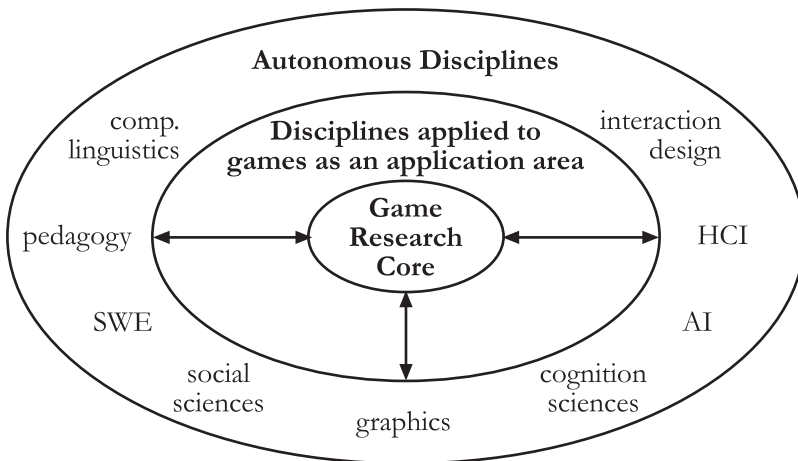 Autonomous Disciplines
comp.
linguistics
interaction
design
Disciplines applied to
games as an application area
Game
Research
Core
pedagogy
HCI
SWE
AI
social
sciences
cognition
sciences
graphics